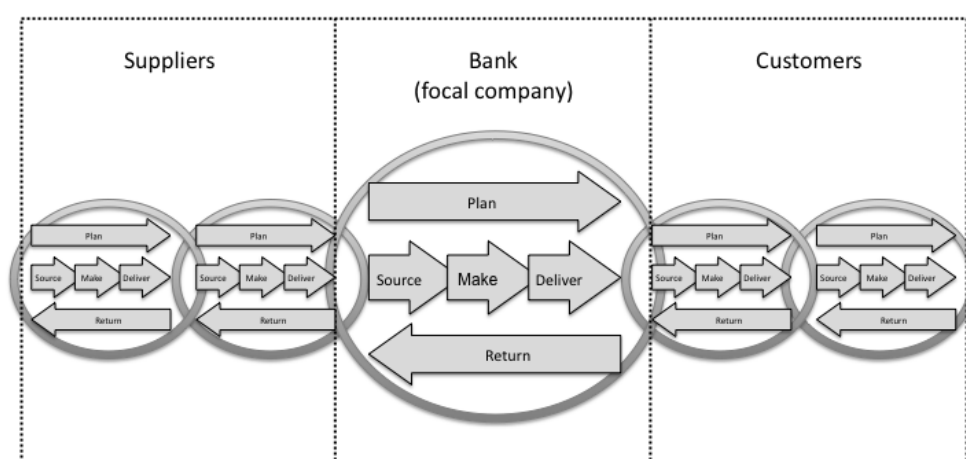 Suppliers
Bank
(focal company)
Customers
Plan
Source Make Deliver
Return
Plan
Source Make Deliver
Return
Plan
Source Make Deliver
Return
Plan
Source Make Deliver
Return
Plan
Source Make Deliver
Return